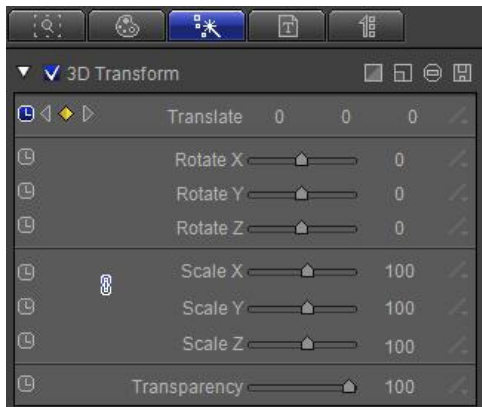 3D Transform
Translate 0 0 0
Rotate X 0
Rotate Y 0
Rotate Z 0
Scale X 100
Scale Y 100
Scale Z 100
Transparency 100